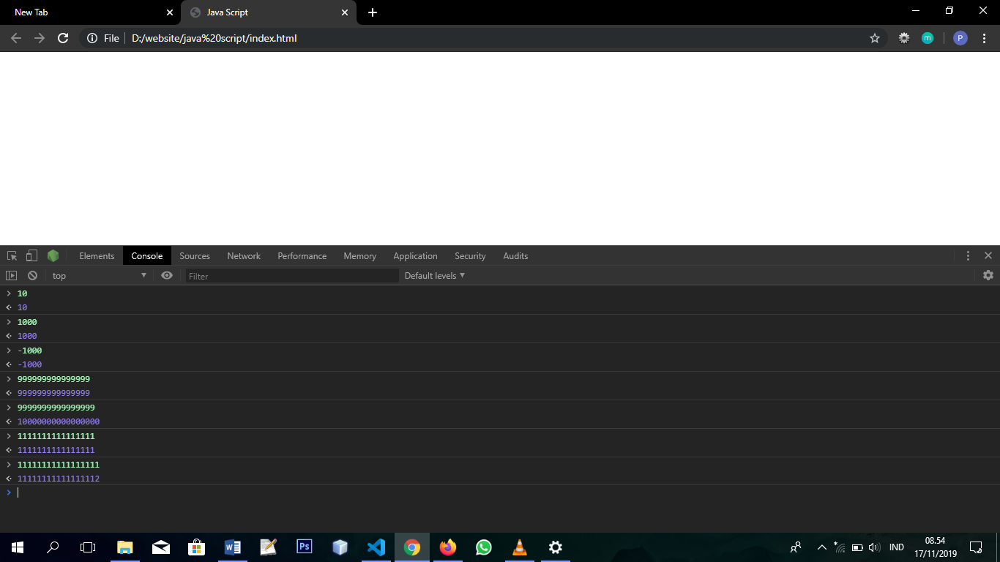 New Tab
Java Script
File
D:/website/java%20script/index.html
m
P
Elements
Console
Sources
Network
Performance
Memory
Application
Security
Audits
top
Filter
Default levels
10
10
1000
1000
-1000
-1000
999999999999999
999999999999999
9999999999999999
10000000000000000
1111111111111111
1111111111111111
11111111111111111
11111111111111112
W
Ps
IND
08.54
17/11/2019